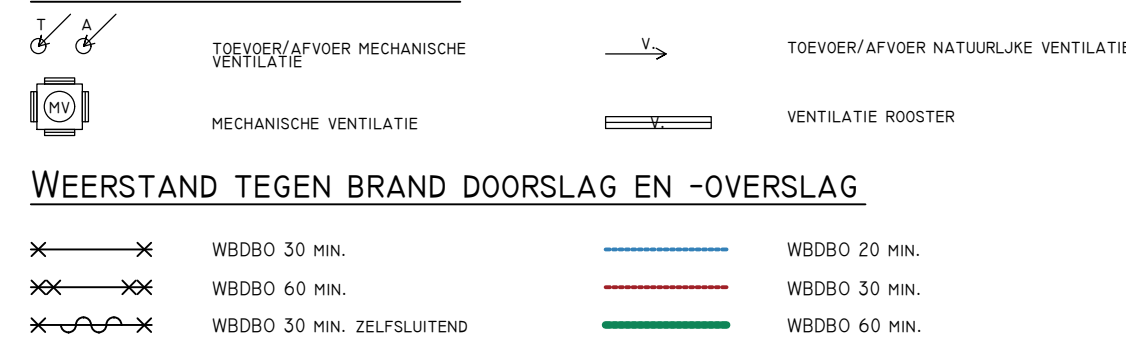 T A
TOEVOER/AFVOER MECHANISCHE
VENTILATIE
V.
TOEVOER/AFVOER NATUURLJKE VENTILATIE
MV
MECHANISCHE VENTILATIE
V.
VENTILATIE ROOSTER
WEERSTAND TEGEN BRAND DOORSLAG EN -OVERSLAG
WBDBO 30 MIN.
WBDBO 20 MIN.
WBDBO 60 MIN.
WBDBO 30 MIN.
WBDBO 30 MIN. ZELFSLUITEND
WBDBO 60 MIN.